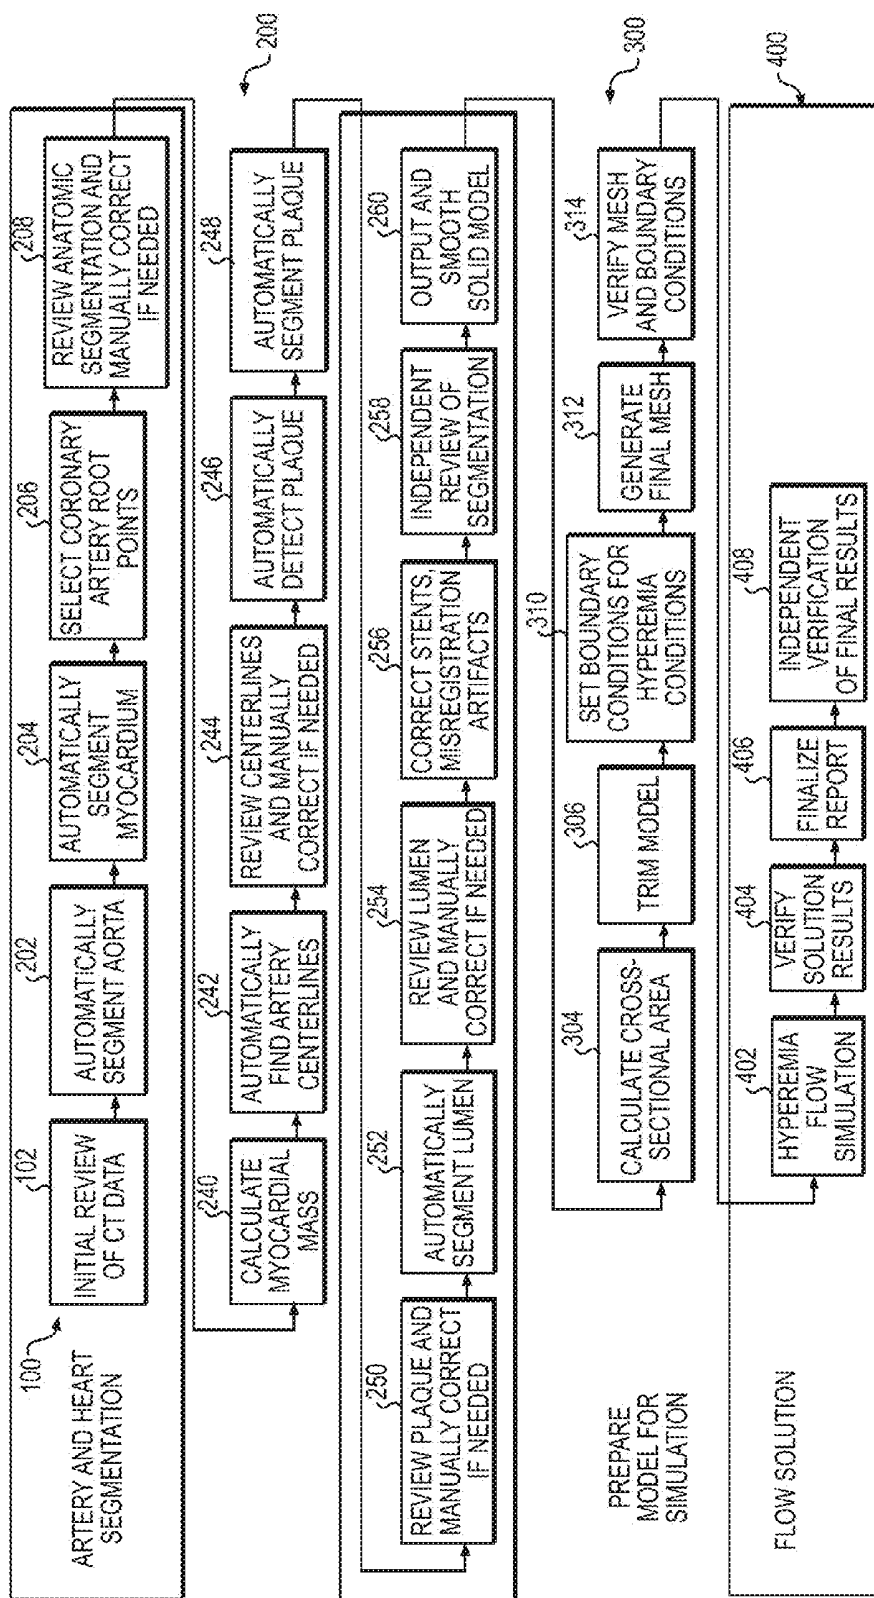 100
ARTERY AND HEART
SEGMENTATION
102
INITIAL REVIEW
OF CT DATA
202
AUTOMATICALLY
SEGMENT AORTA
204
AUTOMATICALLY
SEGMENT
MYOCARDIUM
206
SELECT CORONARY
ARTERY ROOT
POINTS
208
REVIEW ANATOMIC
SEGMENTATION AND
MANUALLY CORRECT
IF NEEDED
200
240
CALCULATE
MYOCARDIAL
MASS
242
AUTOMATICALLY
FIND ARTERY
CENTERLINES
244
REVIEW CENTERLINES
AND MANUALLY
CORRECT IF NEEDED
246
AUTOMATICALLY
DETECT PLAQUE
248
AUTOMATICALLY
SEGMENT PLAQUE
250
REVIEW PLAQUE AND
MANUALLY CORRECT
IF NEEDED
252
AUTOMATICALLY
SEGMENT LUMEN
254
REVIEW LUMEN
AND MANUALLY
CORRECT IF NEEDED
256
CORRECT STENTS,
MISREGISTRATION
ARTIFACTS
258
INDEPENDENT
REVIEW OF
SEGMENTATION
260
OUTPUT AND
SMOOTH
SOLID MODEL
300
PREPARE
MODEL FOR
SIMULATION
304
CALCULATE CROSS-
SECTIONAL AREA
306
TRIM MODEL
310
SET BOUNDARY
CONDITIONS FOR
HYPEREMIA
CONDITIONS
312
GENERATE
FINAL MESH
314
VERIFY MESH
AND BOUNDARY
CONDITIONS
400
FLOW SOLUTION
402
HYPEREMIA
FLOW
SIMULATION
404
VERIFY
SOLUTION
RESULTS
406
FINALIZE
REPORT
408
INDEPENDENT
VERIFICATION
OF FINAL RESULTS